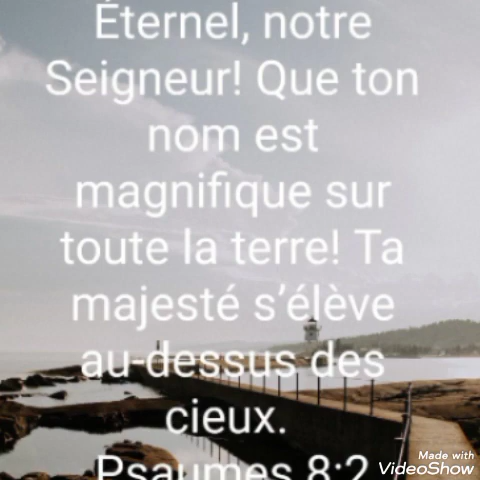 Éternel, notre
Seigneur! Que ton
nom est
magnifique sur
toute la terre! Ta
majesté s’élève
au-dessus des
cieux.
Psaumes 8:2
Made with
VideoShow